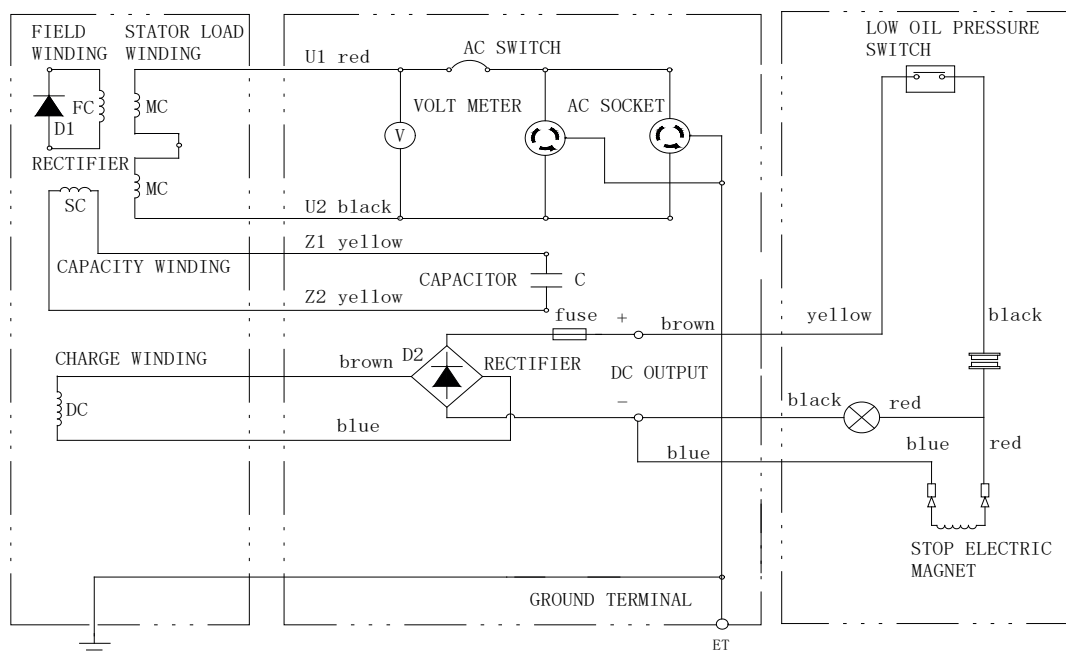 FIELD
WINDING
STATOR LOAD
WINDING
FC
D1
RECTIFIER
MC
MC
SC
CAPACITY WINDING
CHARGE WINDING
DC
U1 red
AC SWITCH
VOLT METER
AC SOCKET
V
U2 black
Z1 yellow
CAPACITOR
C
Z2 yellow
fuse
+
brown
D2
brown
RECTIFIER
DC OUTPUT
−
blue
blue
GROUND TERMINAL
ET
LOW OIL PRESSURE
SWITCH
yellow
black
black
red
blue
red
STOP ELECTRIC
MAGNET